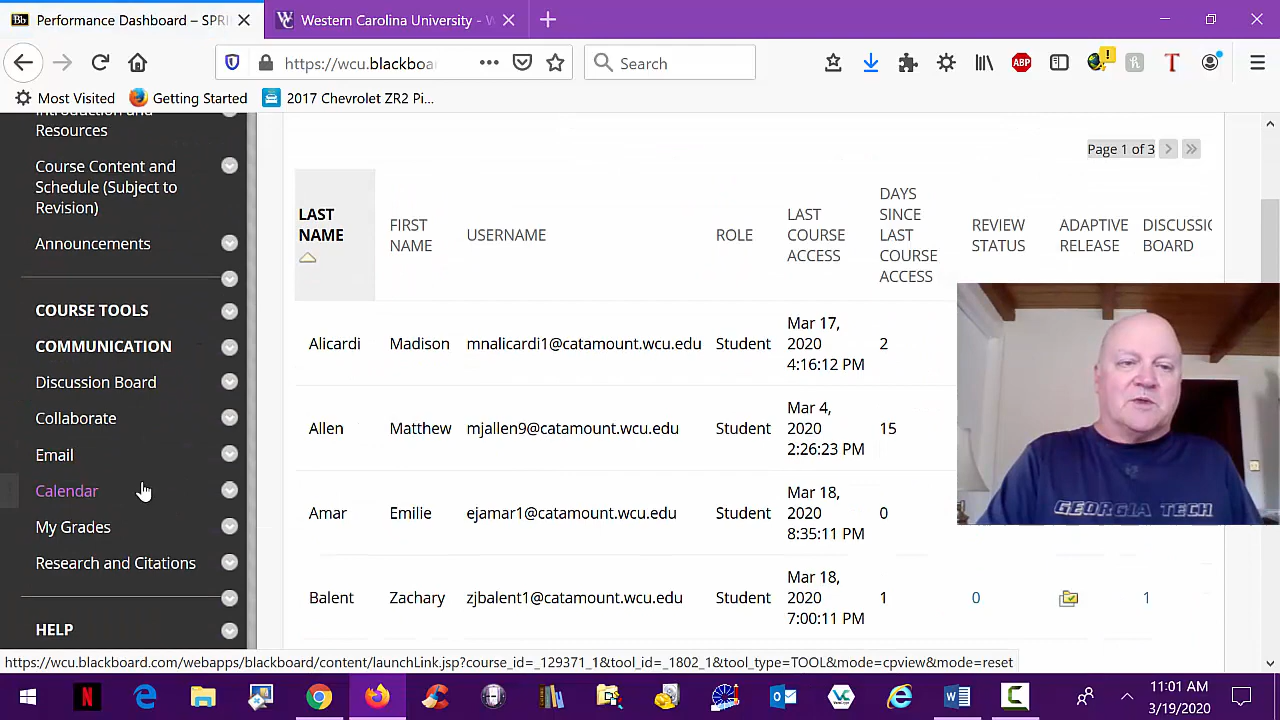 Performance Dashboard – SPRI
Western Carolina University - W
https://wcu.blackboa
Search
ABP
T
Most Visited
Getting Started
2017 Chevrolet ZR2 Pi...
Introduction and
Resources
Course Content and
Schedule (Subject to
Revision)
Announcements
COURSE TOOLS
COMMUNICATION
Discussion Board
Collaborate
Email
Calendar
My Grades
Research and Citations
HELP
Page 1 of 3
LAST
NAME
FIRST
NAME
USERNAME
ROLE
LAST
COURSE
ACCESS
DAYS
SINCE
LAST
COURSE
ACCESS
REVIEW
STATUS
ADAPTIVE
RELEASE
DISCUSSIO
BOARD
Alicardi Madison mnalicardi1@catamount.wcu.edu Student Mar 17,
2020
4:16:12 PM
2
Allen Matthew mjallen9@catamount.wcu.edu Student Mar 4,
2020
2:26:23 PM
15
Amar Emilie ejamar1@catamount.wcu.edu Student Mar 18,
2020
8:35:11 PM
0
Balent Zachary zjbalent1@catamount.wcu.edu Student Mar 18,
2020
7:00:11 PM
1 0 1
GEORGIA TECH
https://wcu.blackboard.com/webapps/blackboard/content/launchLink.jsp?course_id=_129371_1&tool_id=_1802_1&tool_type=TOOL&mode=cpview&mode=reset
11:01 AM
3/19/2020